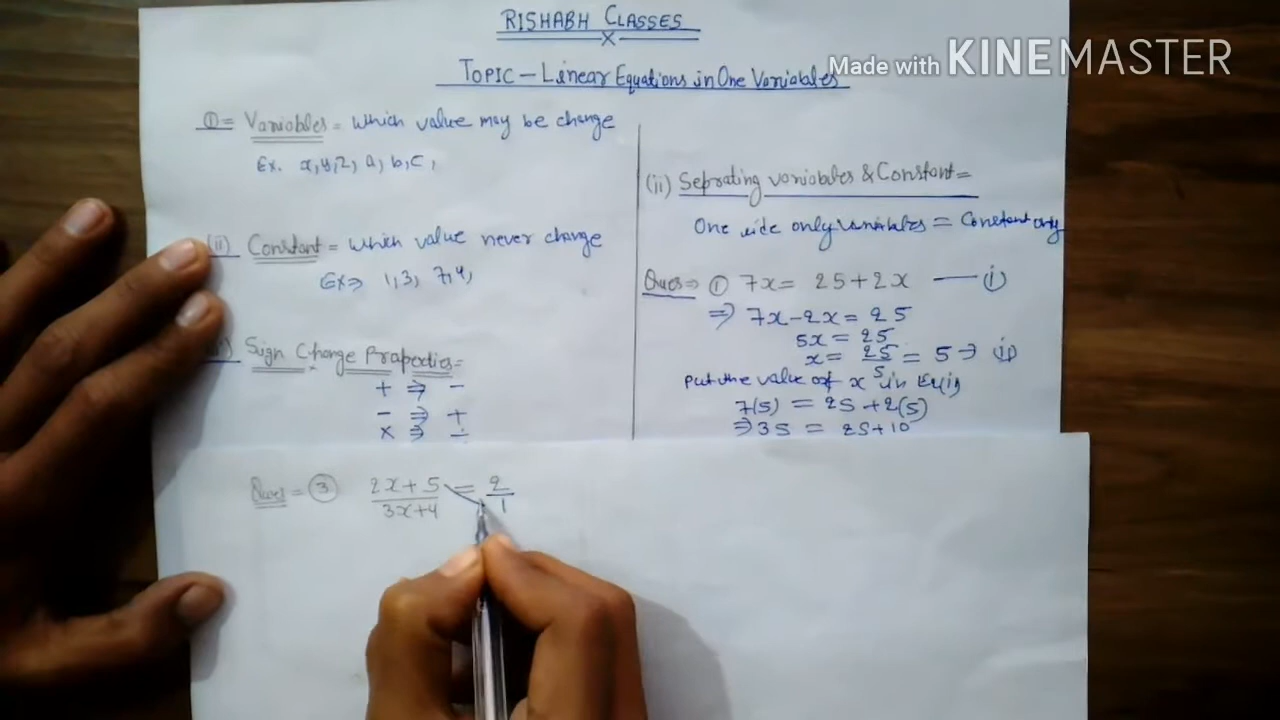 RISHABH CLASSES
Made with KINEMASTER
TOPIC - Linear Equations in One Variables
①= Variables = which value may be change
Ex. x, y, z, a, b, c,
(ii) Constant = which value never change
Ex⇒ 1, 3, 7, 4,
Sign Change Properties=
+ ⇒ -
- ⇒ +
× ⇒ ÷
(ii) Seprating variables & Constant=
One side only variables = Constant only
Ques⇒ ① 7x = 25+2x — (i)
⇒ 7x-2x = 25
5x = 25
x = 25/5 = 5 → (ii)
Put the value of x in Eq(i)
7(5) = 25+2(5)
⇒ 35 = 25+10
Ques = ③ 2x+5/3x+4 = 2/1